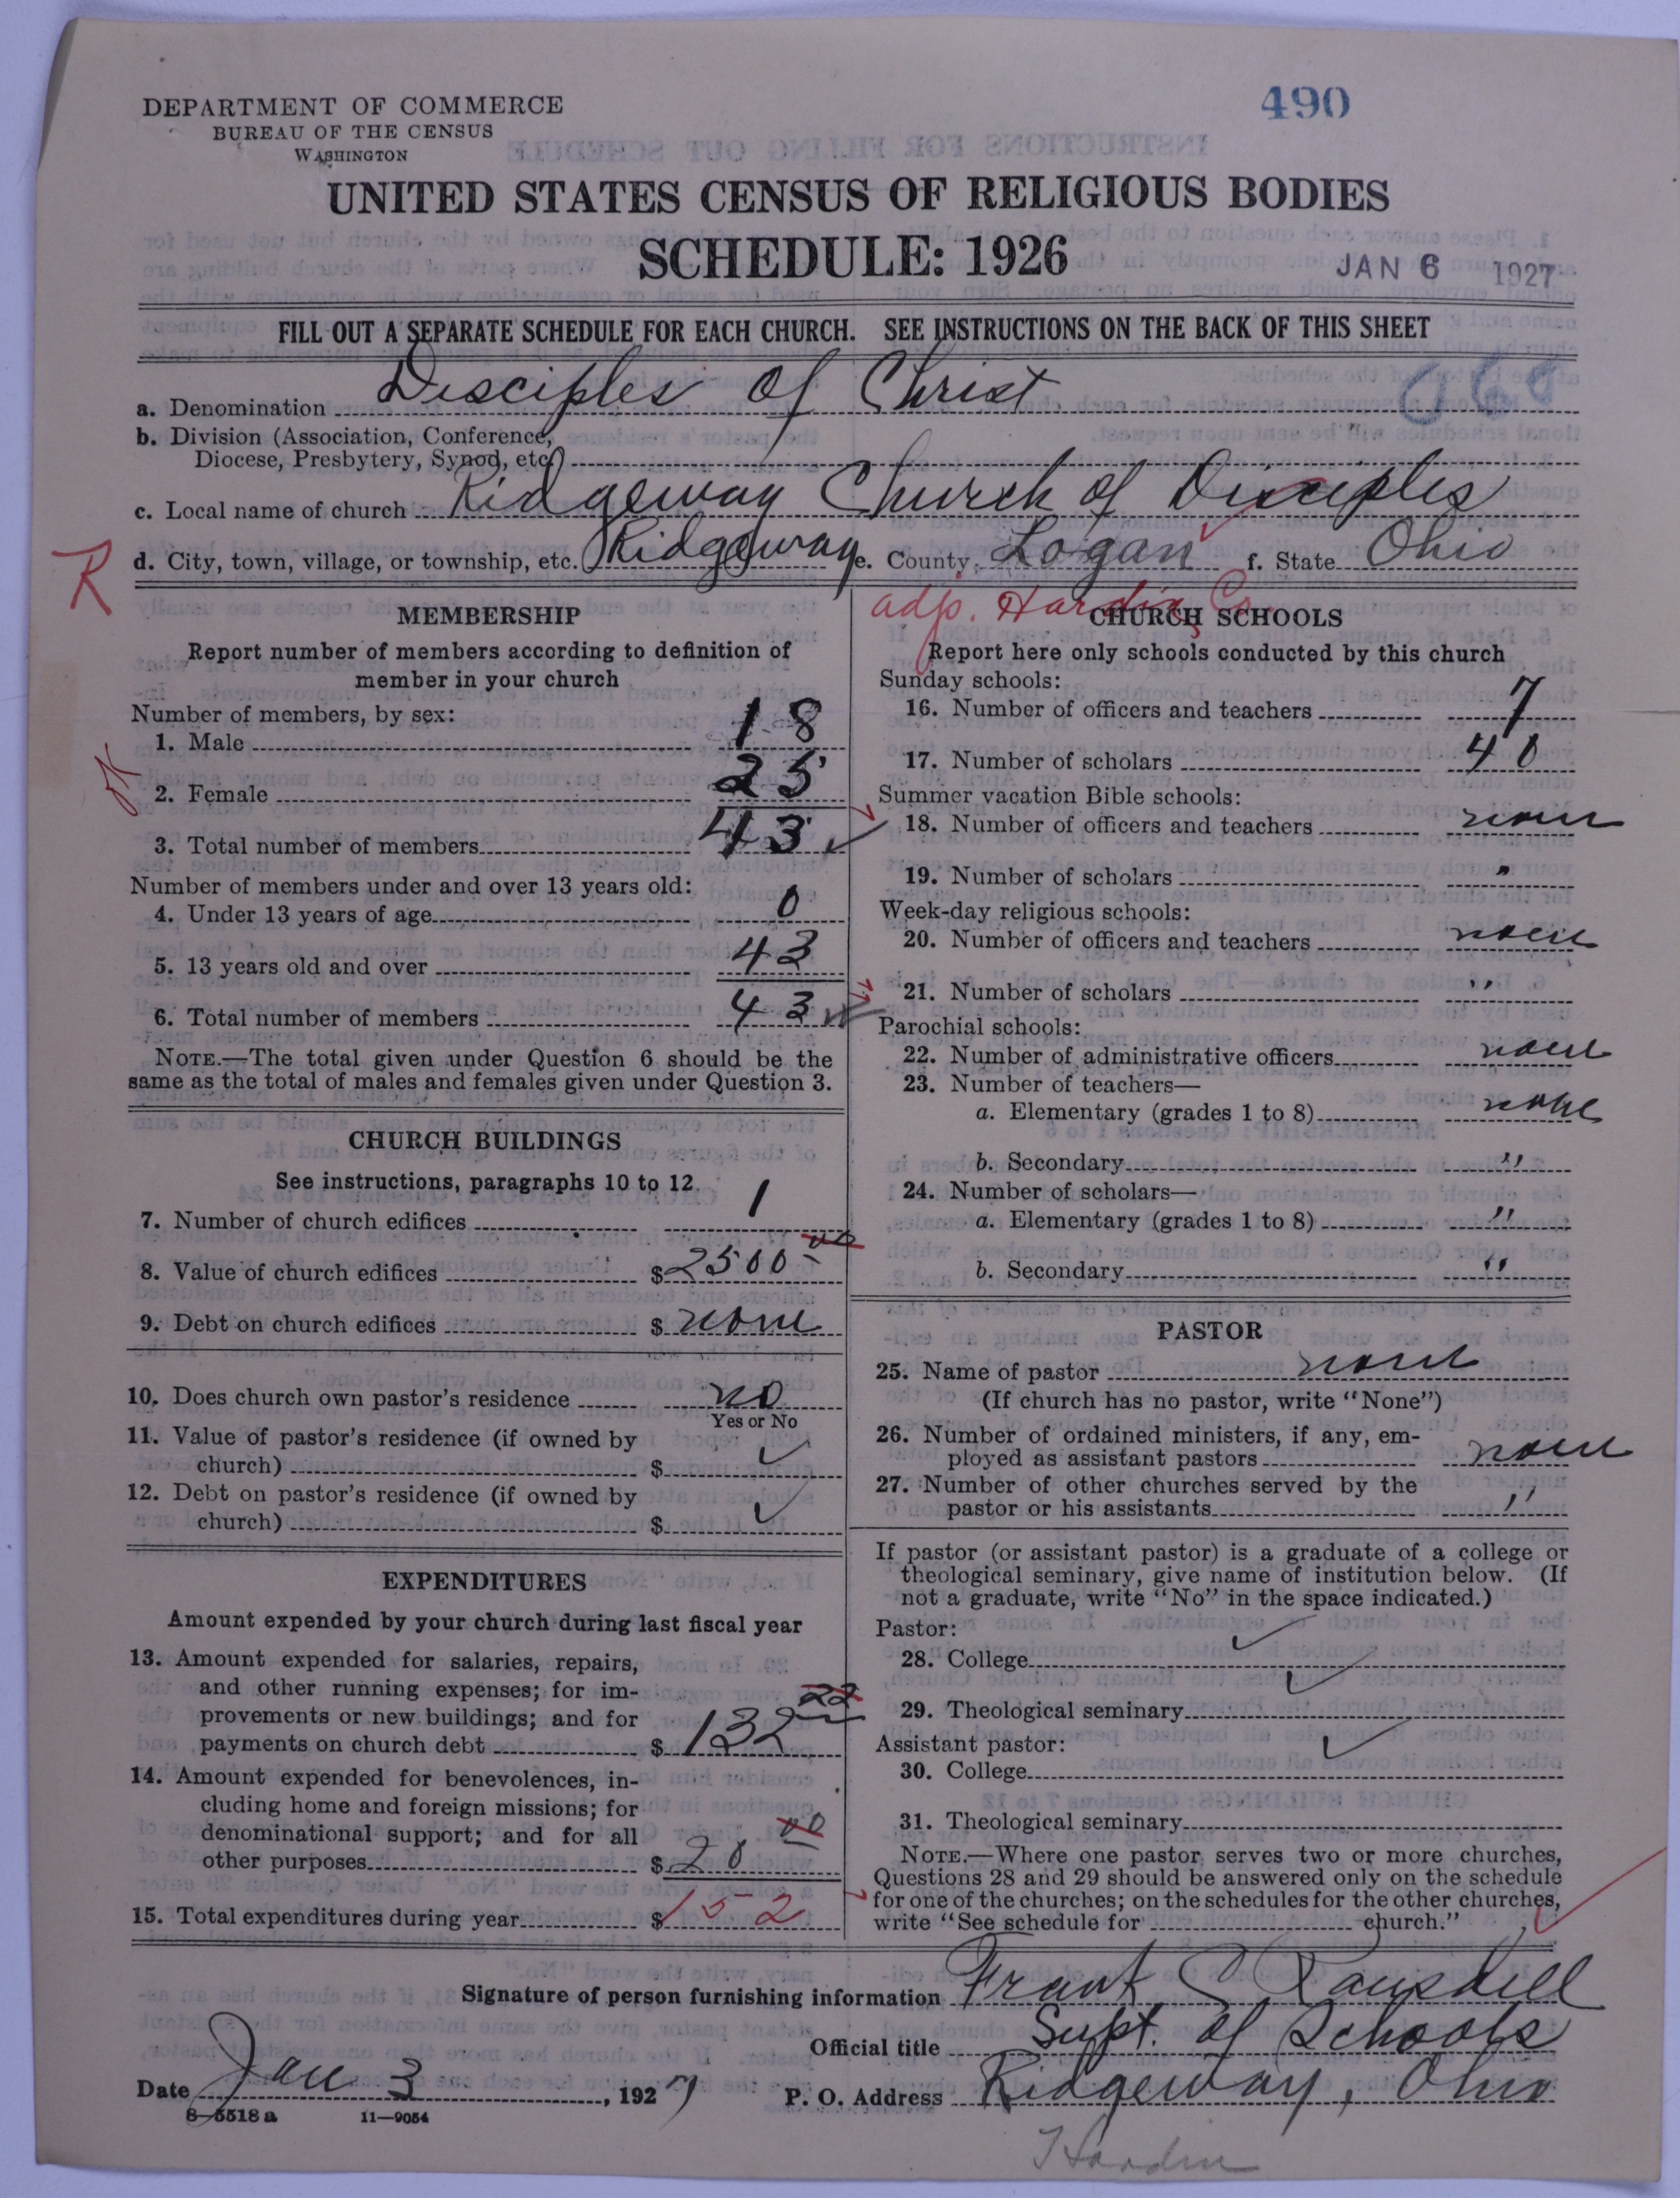 490
DEPARTMENT OF COMMERCE
BUREAU OF THE CENSUS
WASHINGTON
UNITED STATES CENSUS OF RELIGIOUS BODIES
SCHEDULE: 1926
JAN 6 1927
FILL OUT A SEPARATE SCHEDULE FOR EACH CHURCH. SEE INSTRUCTIONS ON THE BACK OF THIS SHEET
069
a. Denomination Disciples of Christ
b. Division (Association, Conference,
Diocese, Presbytery, Synod, etc.)
c. Local name of church Ridgeway Church of Disciples
R
d. City, town, village, or township, etc. Ridgeway e. County Logan f. State Ohio
adp. Hardin Co.
MEMBERSHIP
Report number of members according to definition of
member in your church
Number of members, by sex:
1. Male 18
2. Female 25
3. Total number of members 43
Number of members under and over 13 years old:
4. Under 13 years of age 0
5. 13 years old and over 43
6. Total number of members 43
NOTE.—The total given under Question 6 should be the
same as the total of males and females given under Question 3.
CHURCH BUILDINGS
See instructions, paragraphs 10 to 12
7. Number of church edifices 1
8. Value of church edifices $2500 00
9. Debt on church edifices $ none
10. Does church own pastor's residence no
Yes or No
11. Value of pastor's residence (if owned by
church) $ ✓
12. Debt on pastor's residence (if owned by
church) $ ✓
EXPENDITURES
Amount expended by your church during last fiscal year
13. Amount expended for salaries, repairs,
and other running expenses; for im-
provements or new buildings; and for
payments on church debt $ 132 22
14. Amount expended for benevolences, in-
cluding home and foreign missions; for
denominational support; and for all
other purposes $ 20 00
15. Total expenditures during year $ 152
CHURCH SCHOOLS
Report here only schools conducted by this church
Sunday schools:
16. Number of officers and teachers 7
17. Number of scholars 40
Summer vacation Bible schools:
18. Number of officers and teachers none
19. Number of scholars "
Week-day religious schools:
20. Number of officers and teachers none
21. Number of scholars "
Parochial schools:
22. Number of administrative officers none
23. Number of teachers—
a. Elementary (grades 1 to 8) none
b. Secondary "
24. Number of scholars—
a. Elementary (grades 1 to 8) "
b. Secondary "
PASTOR
25. Name of pastor none
(If church has no pastor, write "None")
26. Number of ordained ministers, if any, em-
ployed as assistant pastors none
27. Number of other churches served by the
pastor or his assistants "
If pastor (or assistant pastor) is a graduate of a college or
theological seminary, give name of institution below. (If
not a graduate, write "No" in the space indicated.)
Pastor:
28. College ✓
29. Theological seminary ✓
Assistant pastor:
30. College ✓
31. Theological seminary
NOTE.—Where one pastor serves two or more churches,
Questions 28 and 29 should be answered only on the schedule
for one of the churches; on the schedules for the other churches,
write "See schedule for church."
Signature of person furnishing information Frank
Official title Supt. of Schools
Date Jan 3, 1927 P. O. Address Ridgeway, Ohio
8-5518 a 11-9054
Hardin